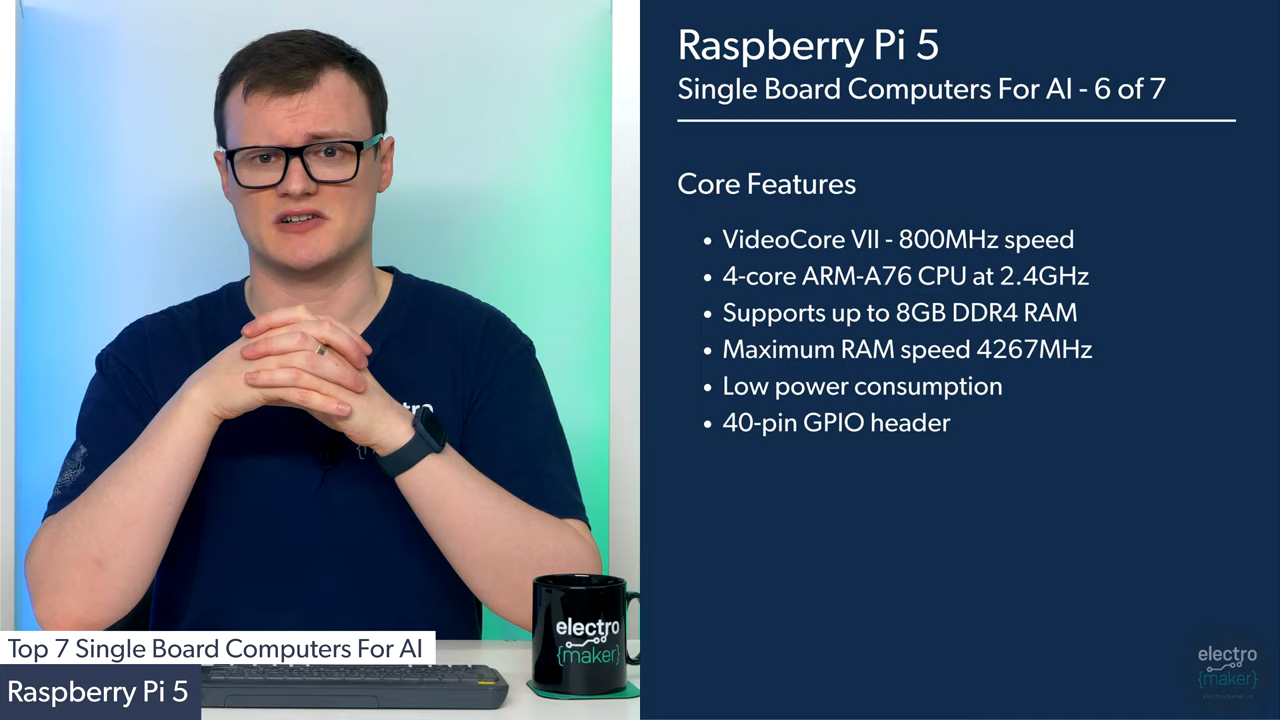 Raspberry Pi 5
Single Board Computers For AI - 6 of 7
Core Features
• VideoCore VII - 800MHz speed
• 4-core ARM-A76 CPU at 2.4GHz
• Supports up to 8GB DDR4 RAM
• Maximum RAM speed 4267MHz
• Low power consumption
• 40-pin GPIO header
electro
{maker}
Top 7 Single Board Computers For AI
Raspberry Pi 5
electro
{maker}